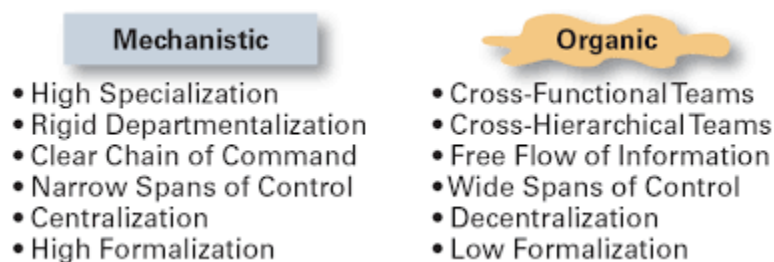 Mechanistic
• High Specialization
• Rigid Departmentalization
• Clear Chain of Command
• Narrow Spans of Control
• Centralization
• High Formalization
Organic
• Cross-Functional Teams
• Cross-Hierarchical Teams
• Free Flow of Information
• Wide Spans of Control
• Decentralization
• Low Formalization